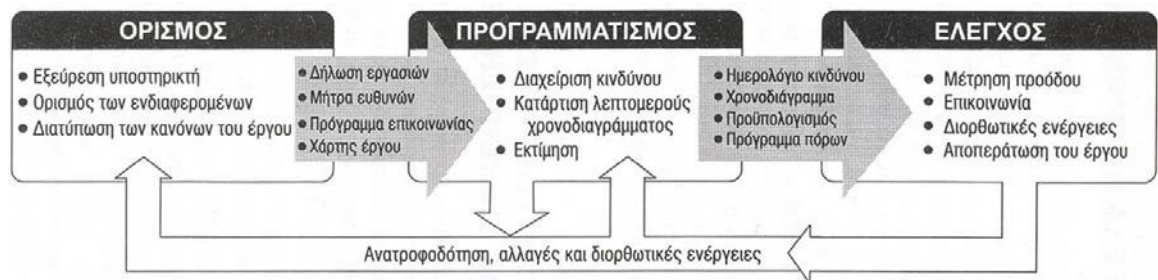 ΟΡΙΣΜΟΣ
• Εξεύρεση υποστηρικτή
• Ορισμός των ενδιαφερομένων
• Διατύπωση των κανόνων του έργου
• Δήλωση εργασιών
• Μήτρα ευθυνών
• Πρόγραμμα επικοινωνίας
• Χάρτης έργου
ΠΡΟΓΡΑΜΜΑΤΙΣΜΟΣ
• Διαχείριση κινδύνου
• Κατάρτιση λεπτομερούς
χρονοδιαγράμματος
• Εκτίμηση
• Ημερολόγιο κινδύνου
• Χρονοδιάγραμμα
• Προϋπολογισμός
• Πρόγραμμα πόρων
ΕΛΕΓΧΟΣ
• Μέτρηση προόδου
• Επικοινωνία
• Διορθωτικές ενέργειες
• Αποπεράτωση του έργου
Ανατροφοδότηση, αλλαγές και διορθωτικές ενέργειες